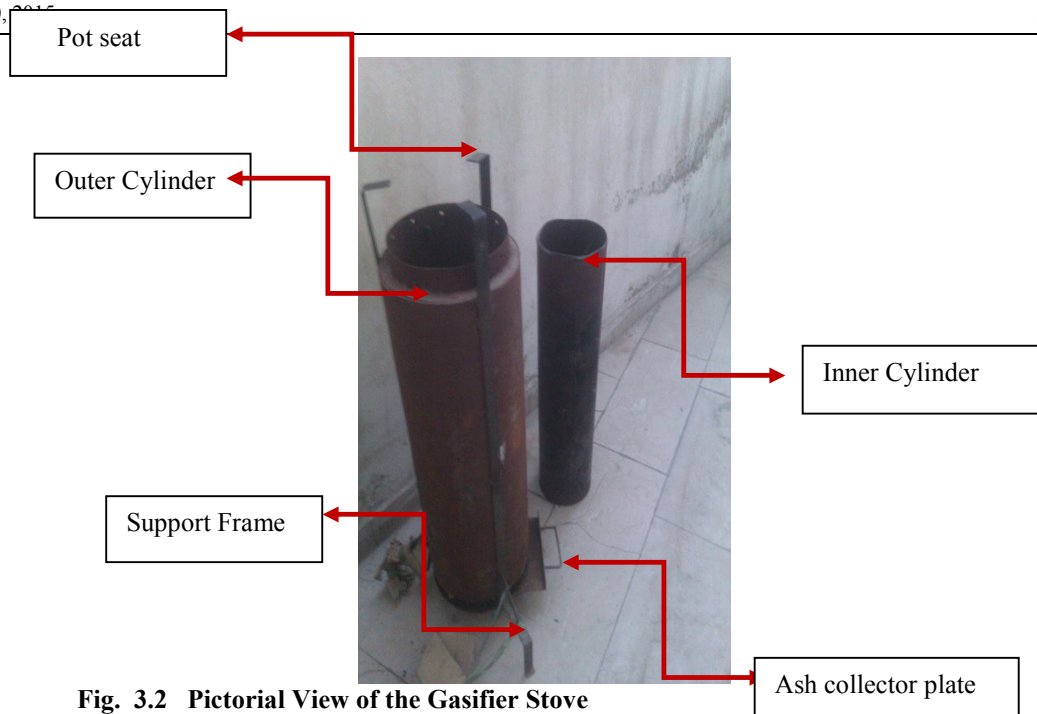 Pot seat
Outer Cylinder
Inner Cylinder
Support Frame
Ash collector plate
Fig. 3.2 Pictorial View of the Gasifier Stove